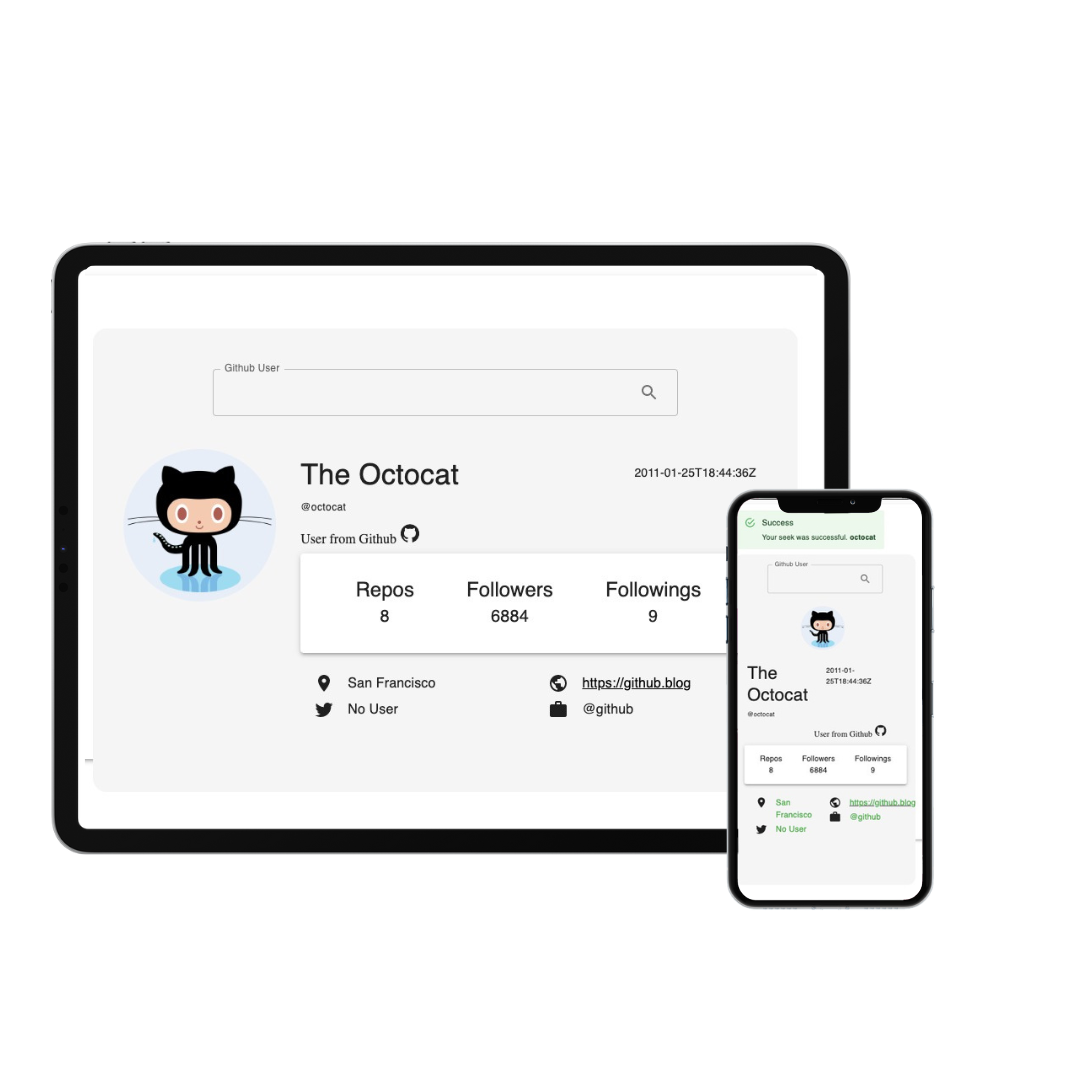 Github User
The Octocat
2011-01-25T18:44:36Z
@octocat
User from Github
Repos Followers Followings
8 6884 9
San Francisco https://github.blog
No User @github
Success
Your seek was successful. octocat
Github User
The
Octocat
2011-01-
25T18:44:36Z
@octocat
User from Github
Repos Followers Followings
8 6884 9
San
Francisco
https://github.blog
@github
No User